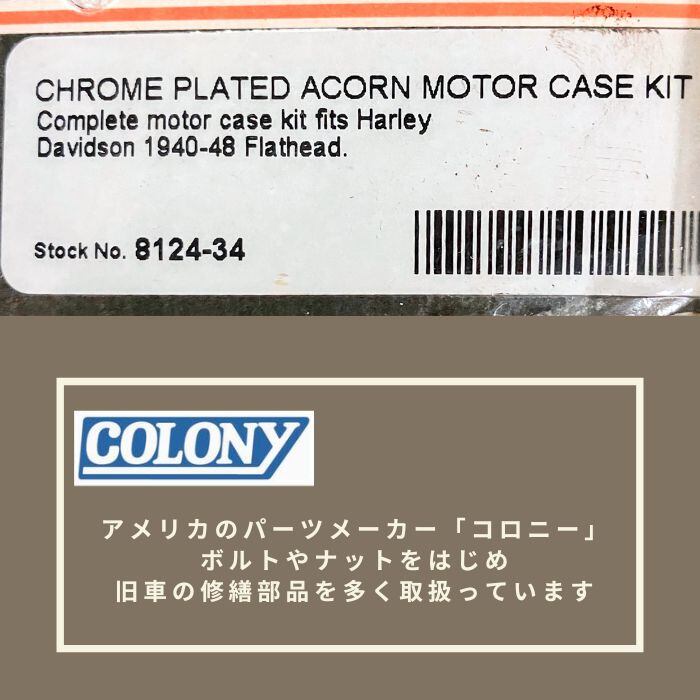 CHROME PLATED ACORN MOTOR CASE KIT
Complete motor case kit fits Harley
Davidson 1940-48 Flathead.
Stock No. 8124-34
COLONY
アメリカのパーツメーカー「コロニー」
ボルトやナットをはじめ
旧車の修繕部品を多く取扱っています